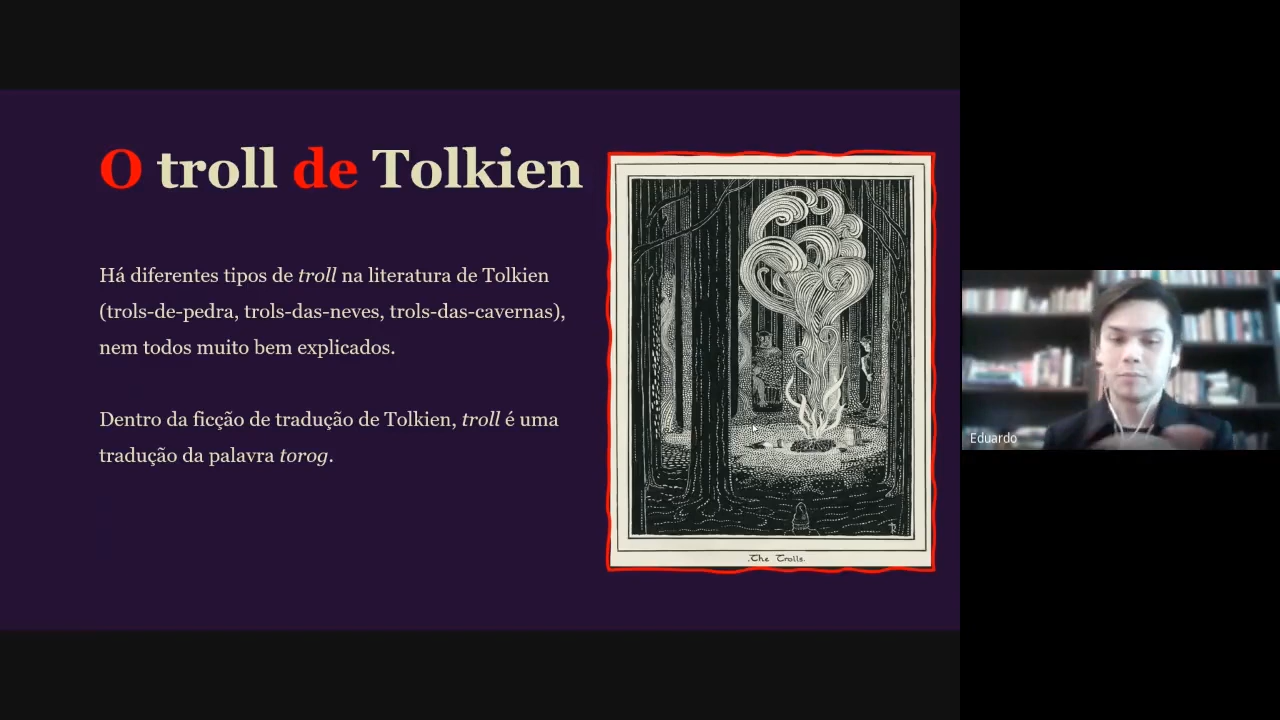 O troll de Tolkien
Há diferentes tipos de troll na literatura de Tolkien
(trols-de-pedra, trols-das-neves, trols-das-cavernas),
nem todos muito bem explicados.
Dentro da ficção de tradução de Tolkien, troll é uma
tradução da palavra torog.
The Trolls.
Eduardo